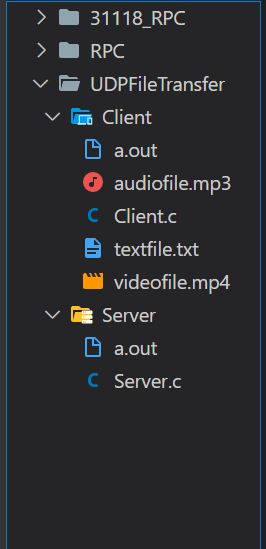 31118_RPC
RPC
UDPFileTransfer
Client
a.out
audiofile.mp3
C Client.c
textfile.txt
videofile.mp4
Server
a.out
C Server.c